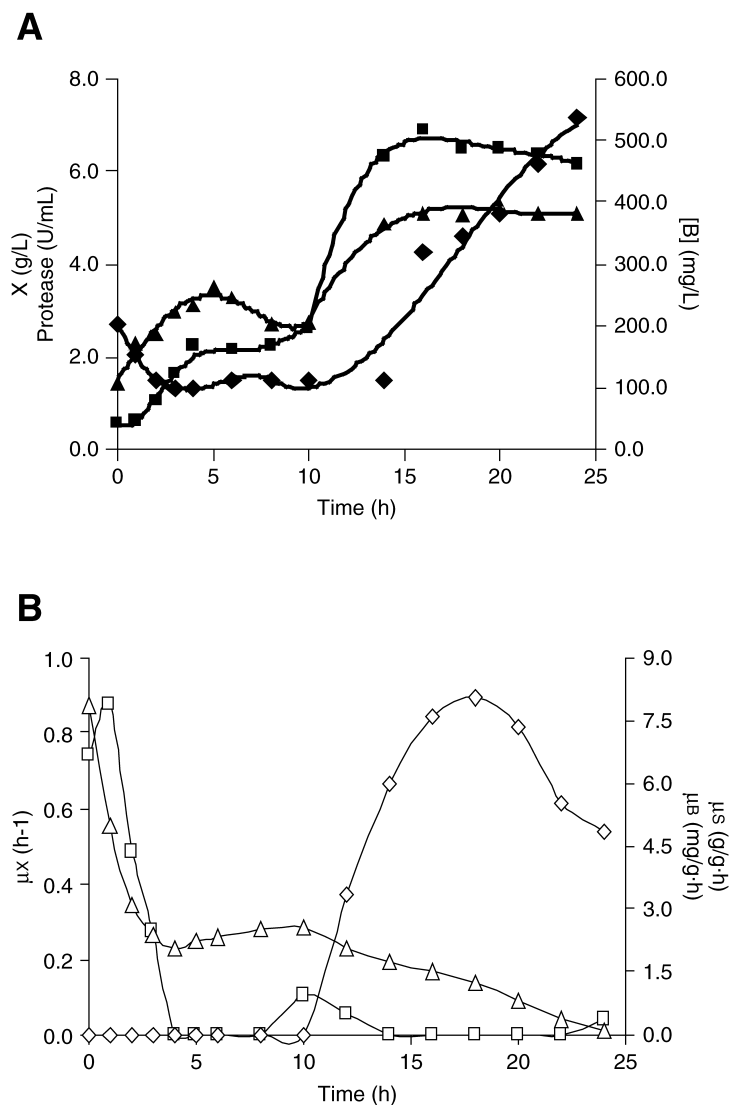 A
8.0 600.0
500.0
6.0
400.0
4.0 300.0
200.0
2.0
100.0
0.0 0.0
X (g/L)
Protease (U/mL)
[B] (mg/L)
0 5 10 15 20 25
Time (h)
B
1.0 9.0
0.8 7.5
0.6 6.0
4.5
0.4
3.0
0.2 1.5
0.0 0.0
μx (h-1)
μS (g/g·h)
μB (mg/g·h)
0 5 10 15 20 25
Time (h)